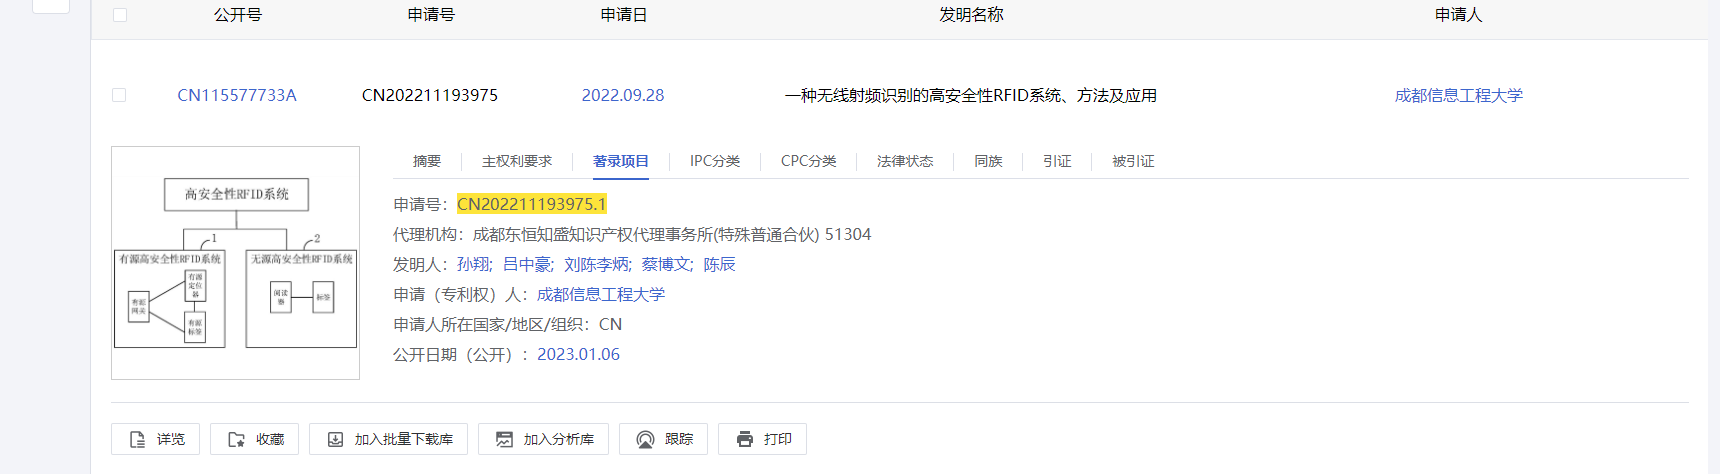 公开号 申请号 申请日 发明名称 申请人
CN115577733A CN202211193975 2022.09.28 一种无线射频识别的高安全性RFID系统、方法及应用 成都信息工程大学
摘要 主权利要求 著录项目 IPC分类 CPC分类 法律状态 同族 引证 被引证
高安全性RFID系统
1 2
有源高安全性RFID系统 无源高安全性RFID系统
有源定位器
有源网关
有源标签
阅读器 标签
申请号：CN202211193975.1
代理机构：成都东恒知盛知识产权代理事务所(特殊普通合伙) 51304
发明人：孙翔; 吕中豪; 刘陈李炳; 蔡博文; 陈辰
申请（专利权）人：成都信息工程大学
申请人所在国家/地区/组织：CN
公开日期（公开）：2023.01.06
详览 收藏 加入批量下载库 加入分析库 跟踪 打印